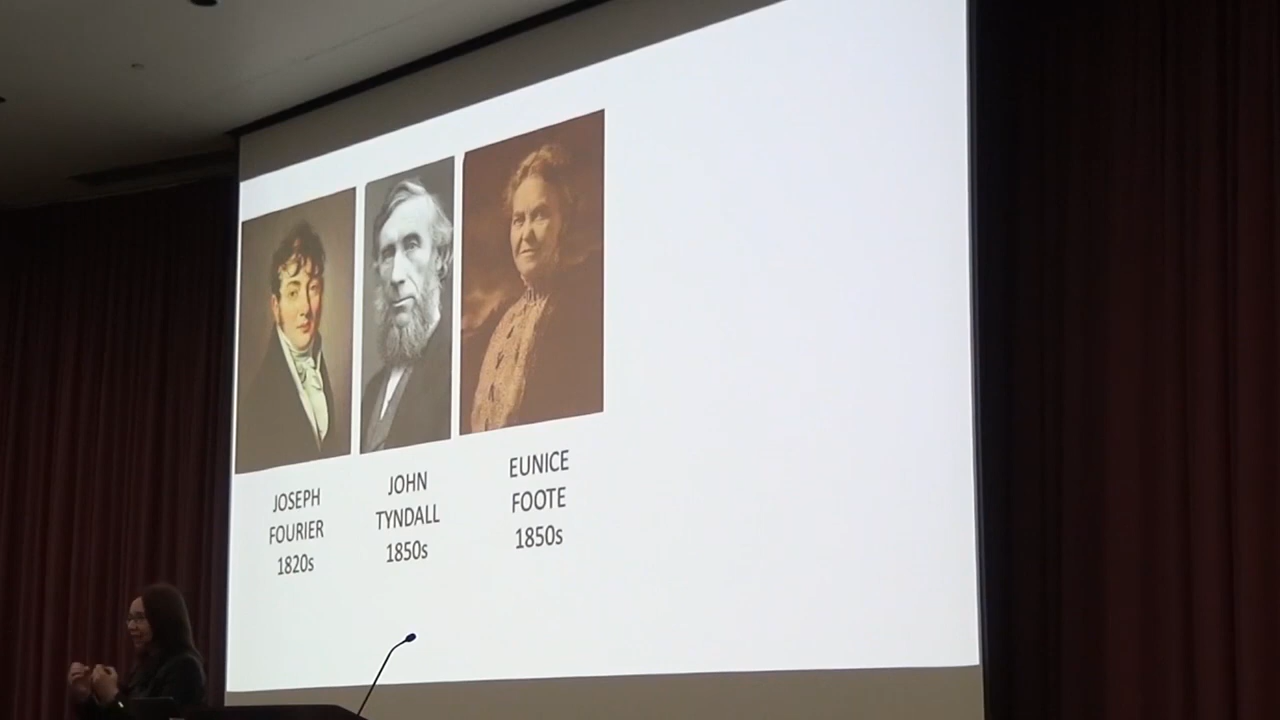 JOSEPH
FOURIER
1820s
JOHN
TYNDALL
1850s
EUNICE
FOOTE
1850s